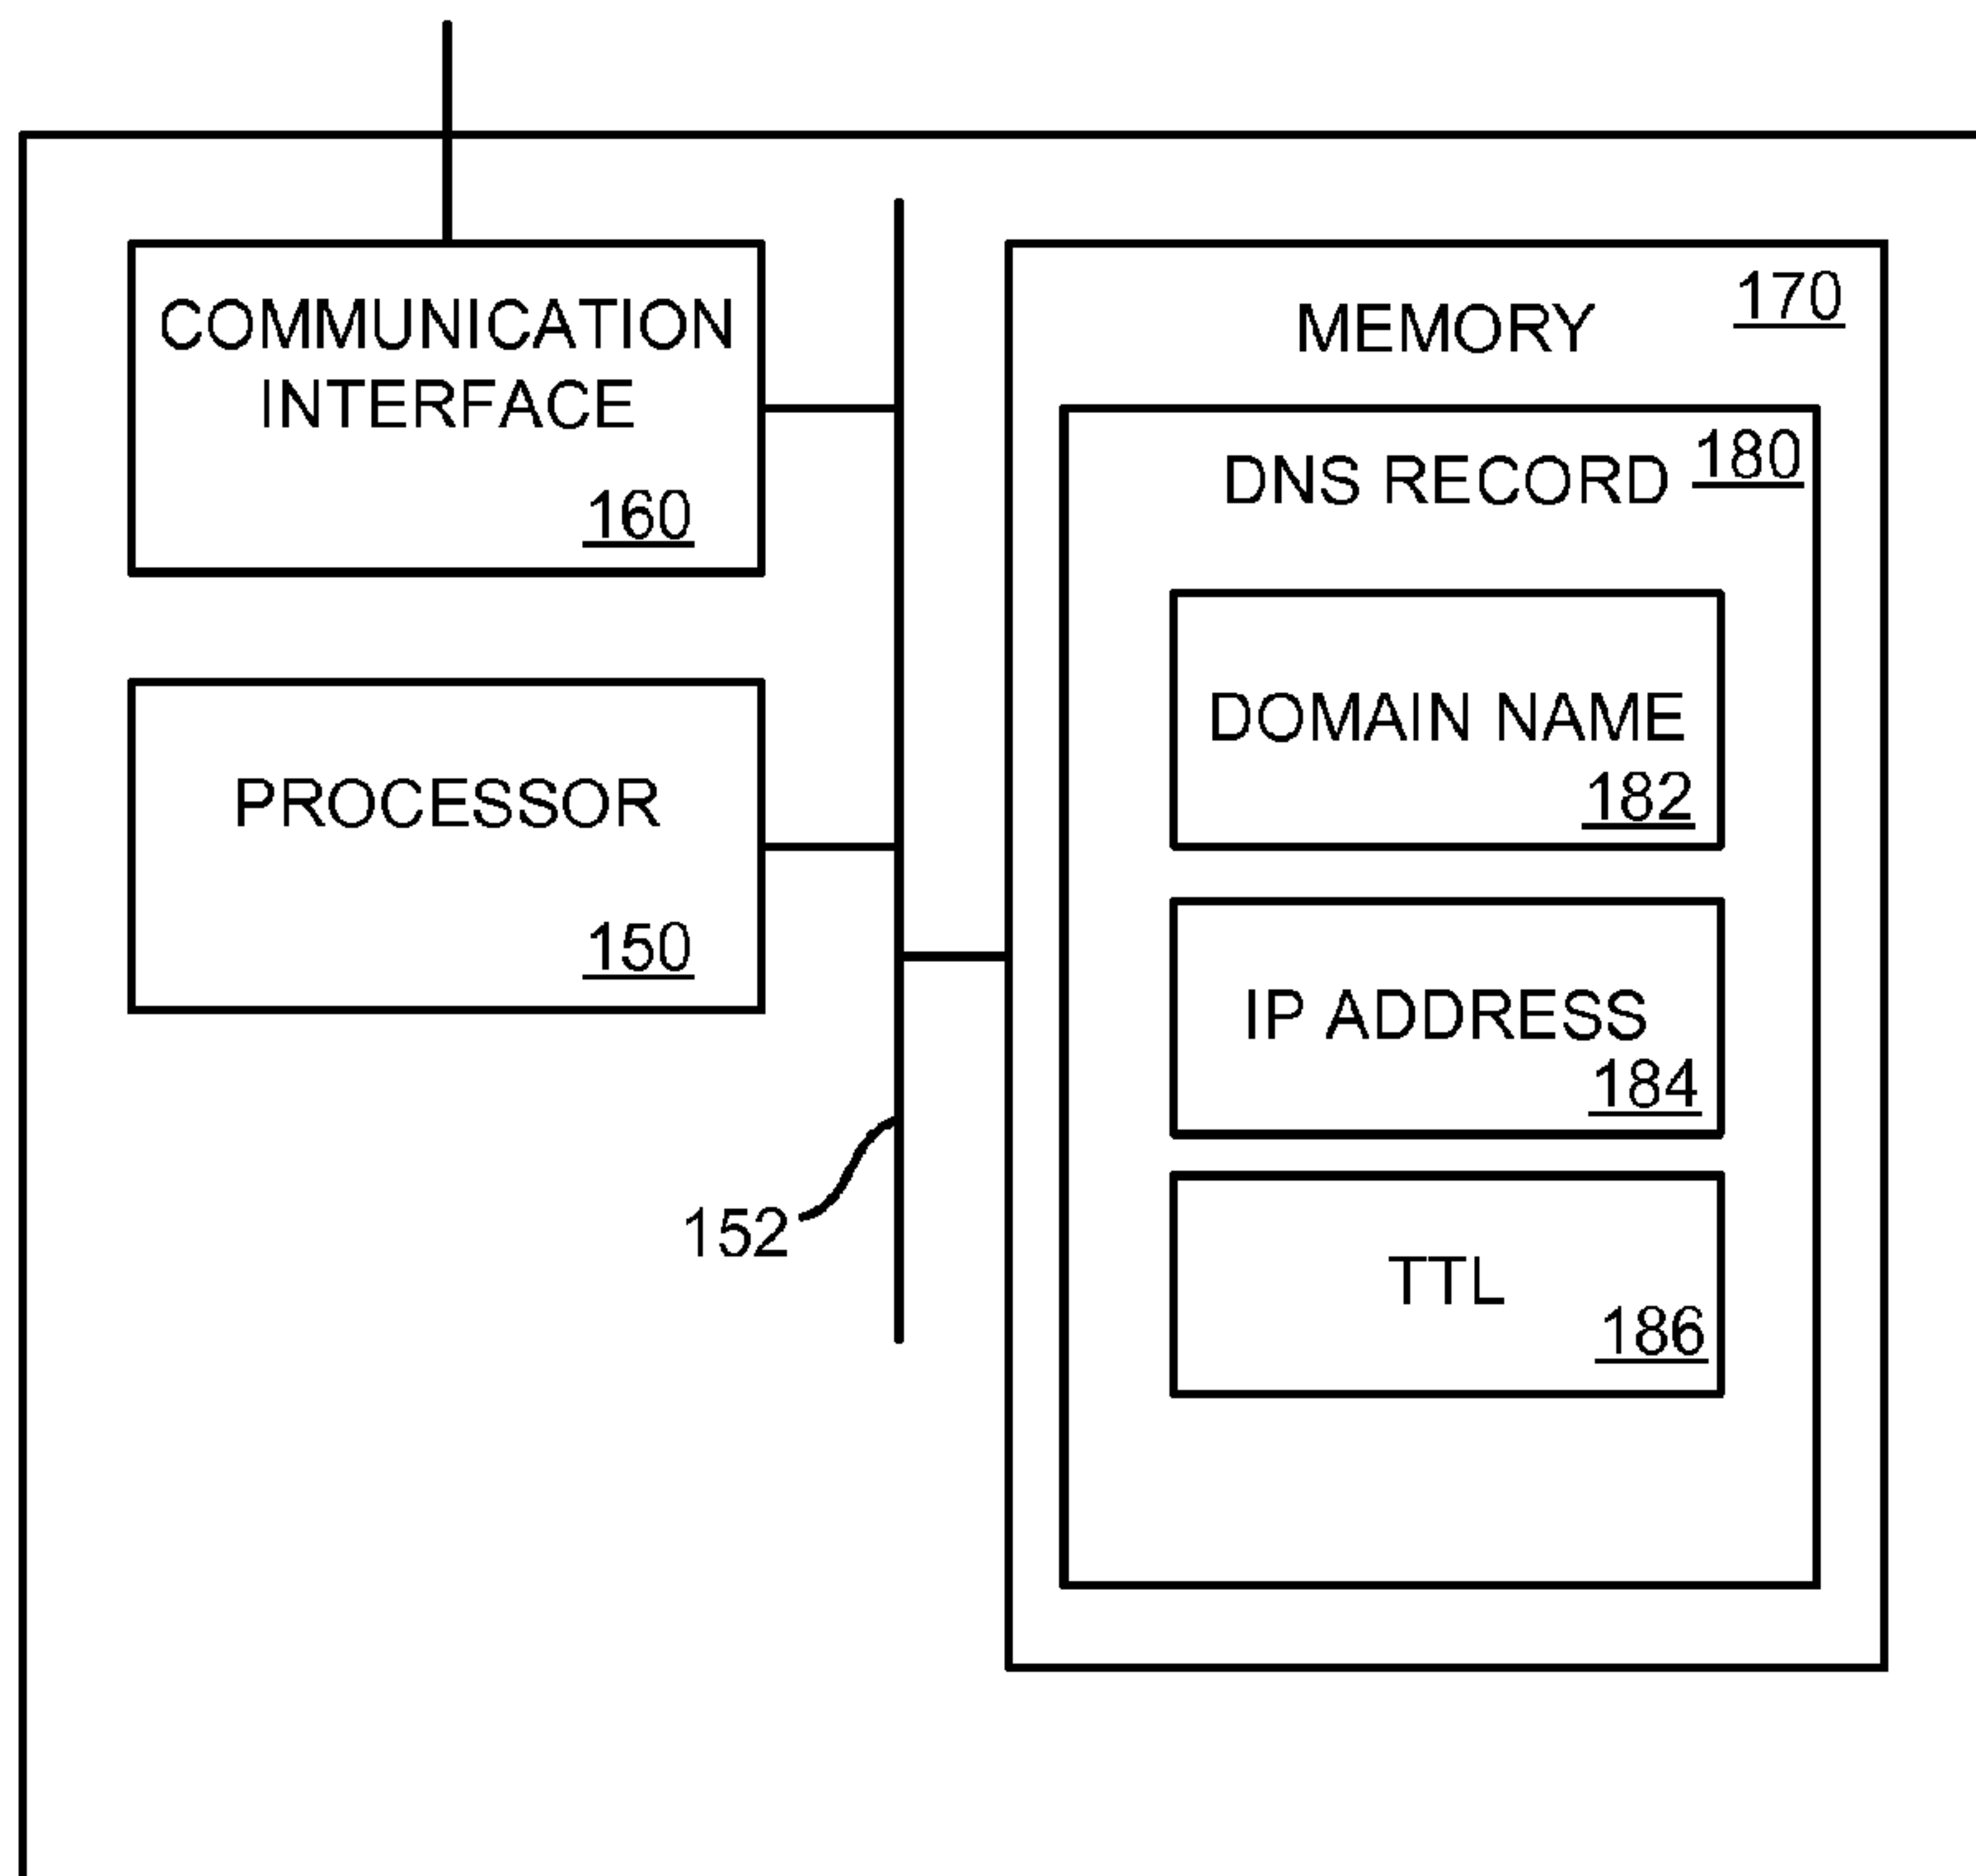 COMMUNICATION
INTERFACE
160
PROCESSOR
150
152
MEMORY
170
DNS RECORD
180
DOMAIN NAME
182
IP ADDRESS
184
TTL
186